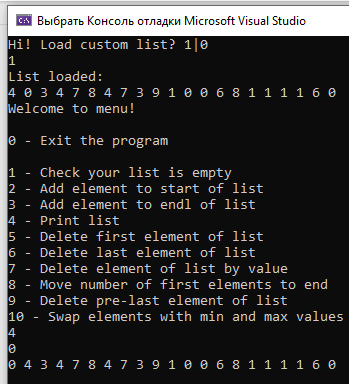 Выбрать Консоль отладки Microsoft Visual Studio
Hi! Load custom list? 1|0
1
List loaded:
4 0 3 4 7 8 4 7 3 9 1 0 0 6 8 1 1 1 1 6 0
Welcome to menu!
0 - Exit the program
1 - Check your list is empty
2 - Add element to start of list
3 - Add element to endl of list
4 - Print list
5 - Delete first element of list
6 - Delete last element of list
7 - Delete element of list by value
8 - Move number of first elements to end
9 - Delete pre-last element of list
10 - Swap elements with min and max values
4
0
0 4 3 4 7 8 4 7 3 9 1 0 0 6 8 1 1 1 1 6 0